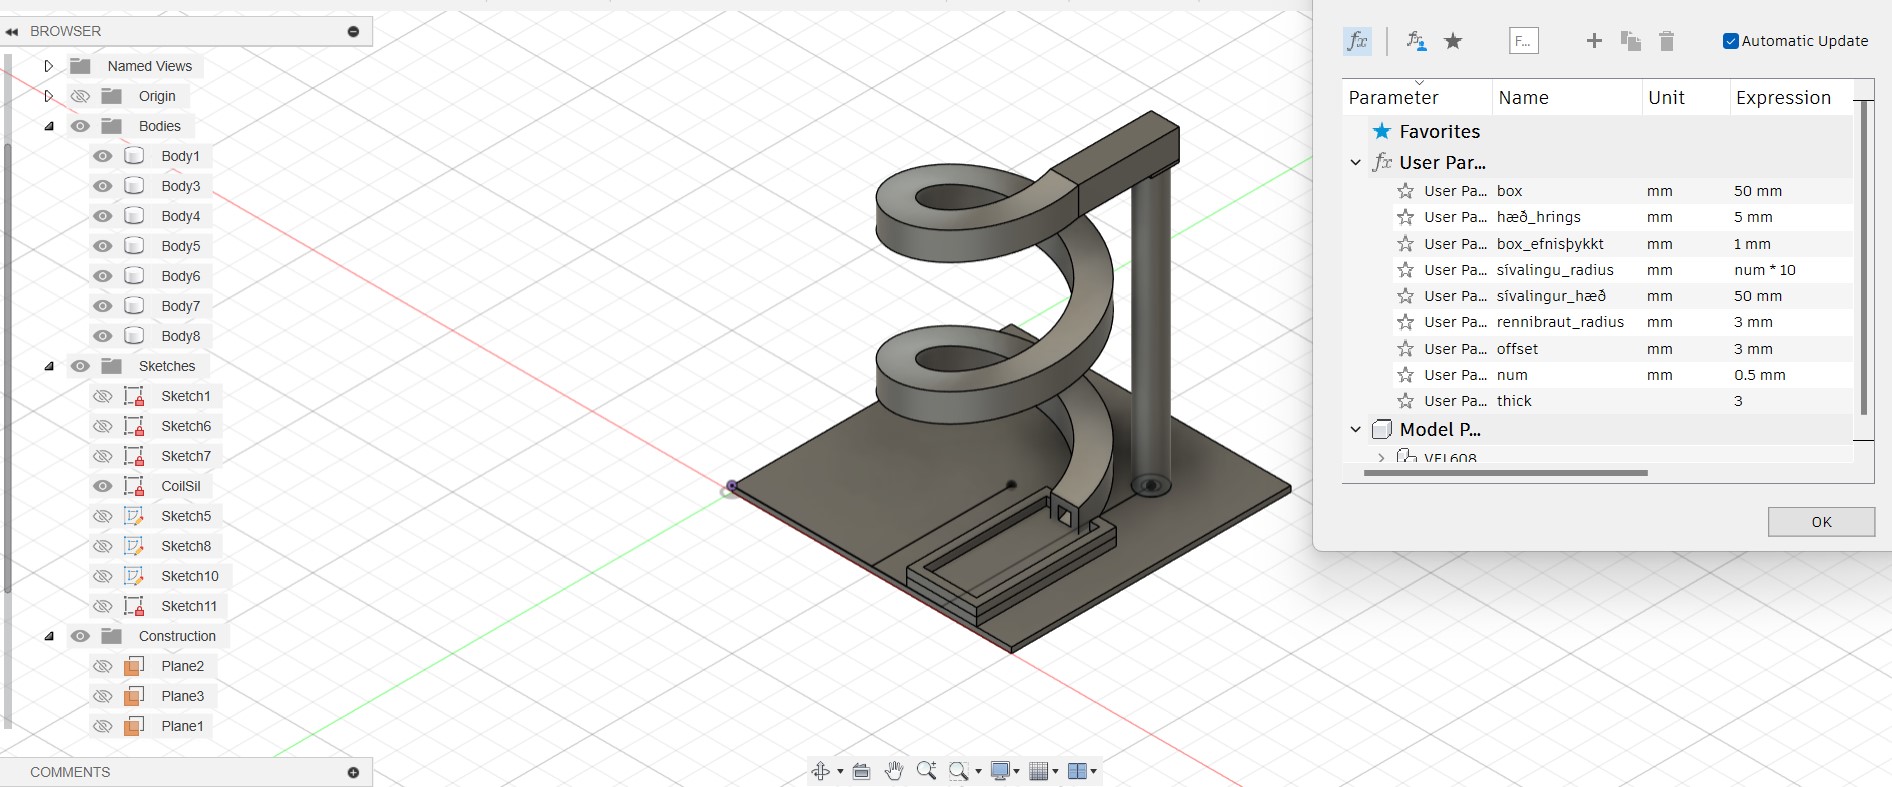 BROWSER
Named Views
Origin
Bodies
Body1
Body3
Body4
Body5
Body6
Body7
Body8
Sketches
Sketch1
Sketch6
Sketch7
CoilSil
Sketch5
Sketch8
Sketch10
Sketch11
Construction
Plane2
Plane3
Plane1
COMMENTS
fx fx F... Automatic Update
Parameter Name Unit Expression
Favorites
fx User Par...
User Pa... box mm 50 mm
User Pa... hæð_hrings mm 5 mm
User Pa... box_efnisþykkt mm 1 mm
User Pa... sívalingu_radius mm num * 10
User Pa... sívalingur_hæð mm 50 mm
User Pa... rennibraut_radius mm 3 mm
User Pa... offset mm 3 mm
User Pa... num mm 0.5 mm
User Pa... thick 3
Model P...
OK